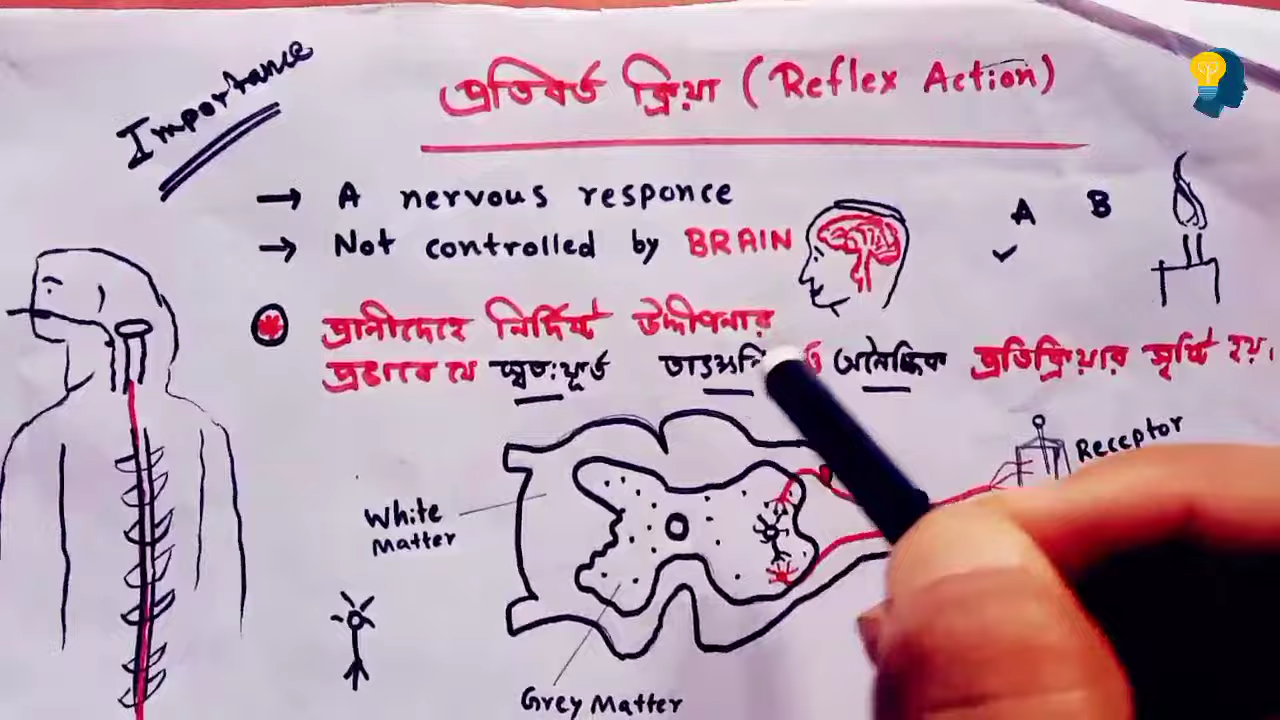 Importance
প্রতিবর্ত ক্রিয়া (Reflex Action)
→ A nervous responce
→ Not controlled by BRAIN
A B
প্রানীদেহে নির্দিষ্ট উদ্দীপনার
প্রভাবে যে স্বতঃস্ফূর্ত অনৈচ্ছিক প্রতিক্রিয়ার সৃষ্টি হয়।
Receptor
White
Matter
Grey Matter